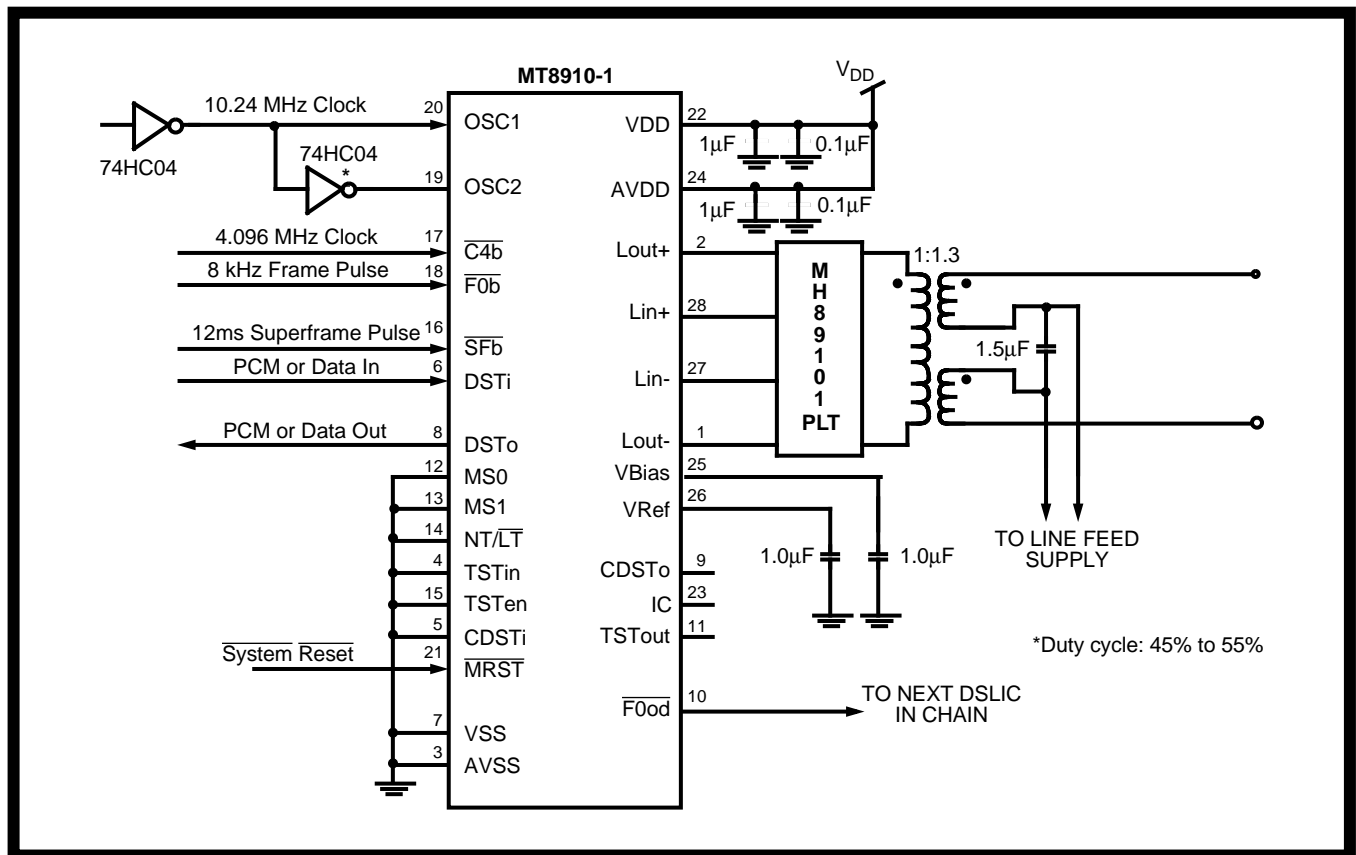 MT8910-1
V_DD
10.24 MHz Clock
20
OSC1
VDD
22
1µF
0.1µF
74HC04
74HC04
*
19
OSC2
AVDD
24
1µF
0.1µF
4.096 MHz Clock
17
C4b
Lout+
2
1:1.3
8 kHz Frame Pulse
18
F0b
MH89101 PLT
Lin+
28
12ms Superframe Pulse
16
SFb
1.5µF
PCM or Data In
6
DSTi
Lin-
27
PCM or Data Out
8
DSTo
Lout-
1
12
MS0
VBias
25
13
MS1
VRef
26
14
NT/LT
TO LINE FEED
SUPPLY
1.0µF
1.0µF
4
TSTin
CDSTo
9
15
TSTen
IC
23
5
CDSTi
TSTout
11
*Duty cycle: 45% to 55%
System Reset
21
MRST
F0od
10
TO NEXT DSLIC
IN CHAIN
7
VSS
3
AVSS